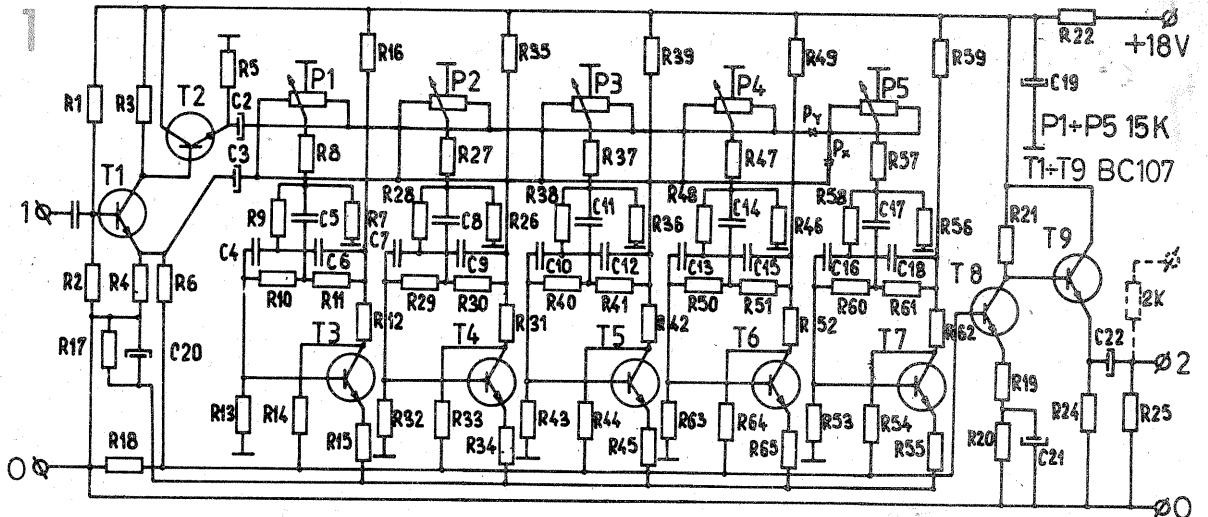 1
R16 R35 R39 R49 R59 R22
+18V
R1 R3 T2 R5 C2 P1 P2 P3 P4 P5 C19
C3 R8 R27 R37 R47 PY PX R57 P1÷P5 15K
T1 T1÷T9 BC107
1 R9 C5 R7 R28 C8 R26 R38 C11 R36 R48 C14 R46 R58 C17 R56 R21 T9
C4 C6 C7 C9 C10 C12 C13 C15 C16 C18
R2 R4 R6 R10 R11 R29 R30 R40 R41 R50 R51 R60 R61 T8 2K
R17 C20 T3 R12 T4 R31 T5 R42 T6 R52 T7 R62 C22 2
R13 R14 R15 R32 R33 R34 R43 R44 R45 R63 R64 R65 R53 R54 R55 R19 R20 C21 R24 R25
0 R18
0